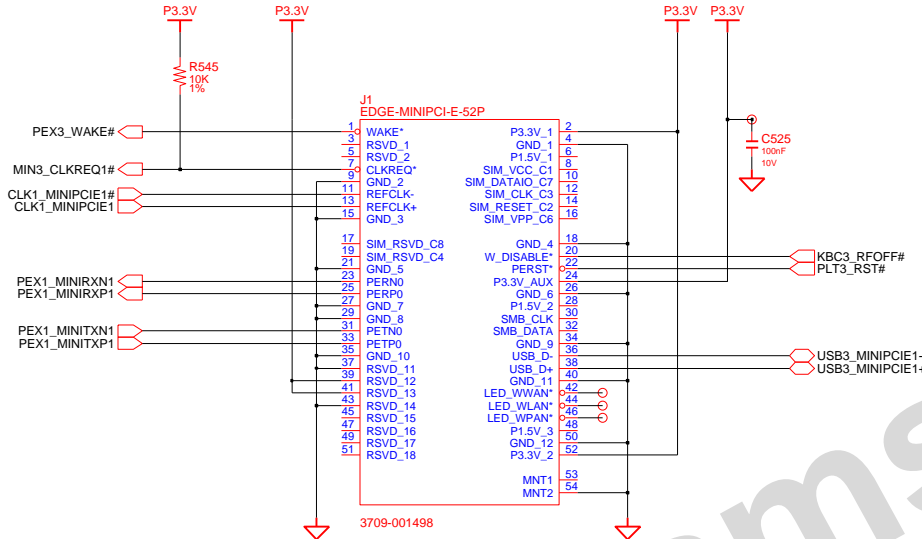 P3.3V P3.3V P3.3V P3.3V
R545
10K
1%
J1
EDGE-MINIPCI-E-52P
PEX3_WAKE# 1 WAKE* P3.3V_1 2
3 RSVD_1 GND_1 4
5 RSVD_2 P1.5V_1 6
MIN3_CLKREQ1# 7 CLKREQ* SIM_VCC_C1 8
9 GND_2 SIM_DATAIO_C7 10
CLK1_MINIPCIE1# 11 REFCLK- SIM_CLK_C3 12
CLK1_MINIPCIE1 13 REFCLK+ SIM_RESET_C2 14
15 GND_3 SIM_VPP_C6 16
C525
100nF
10V
17 SIM_RSVD_C8 GND_4 18
19 SIM_RSVD_C4 W_DISABLE* 20 KBC3_RFOFF#
21 GND_5 PERST* 22 PLT3_RST#
PEX1_MINIRXN1 23 PERN0 P3.3V_AUX 24
PEX1_MINIRXP1 25 PERP0 GND_6 26
27 GND_7 P1.5V_2 28
29 GND_8 SMB_CLK 30
PEX1_MINITXN1 31 PETN0 SMB_DATA 32
PEX1_MINITXP1 33 PETP0 GND_9 34
35 GND_10 USB_D- 36 USB3_MINIPCIE1-
37 RSVD_11 USB_D+ 38 USB3_MINIPCIE1+
39 RSVD_12 GND_11 40
41 RSVD_13 LED_WWAN* 42
43 RSVD_14 LED_WLAN* 44
45 RSVD_15 LED_WPAN* 46
47 RSVD_16 P1.5V_3 48
49 RSVD_17 GND_12 50
51 RSVD_18 P3.3V_2 52
MNT1 53
MNT2 54
3709-001498